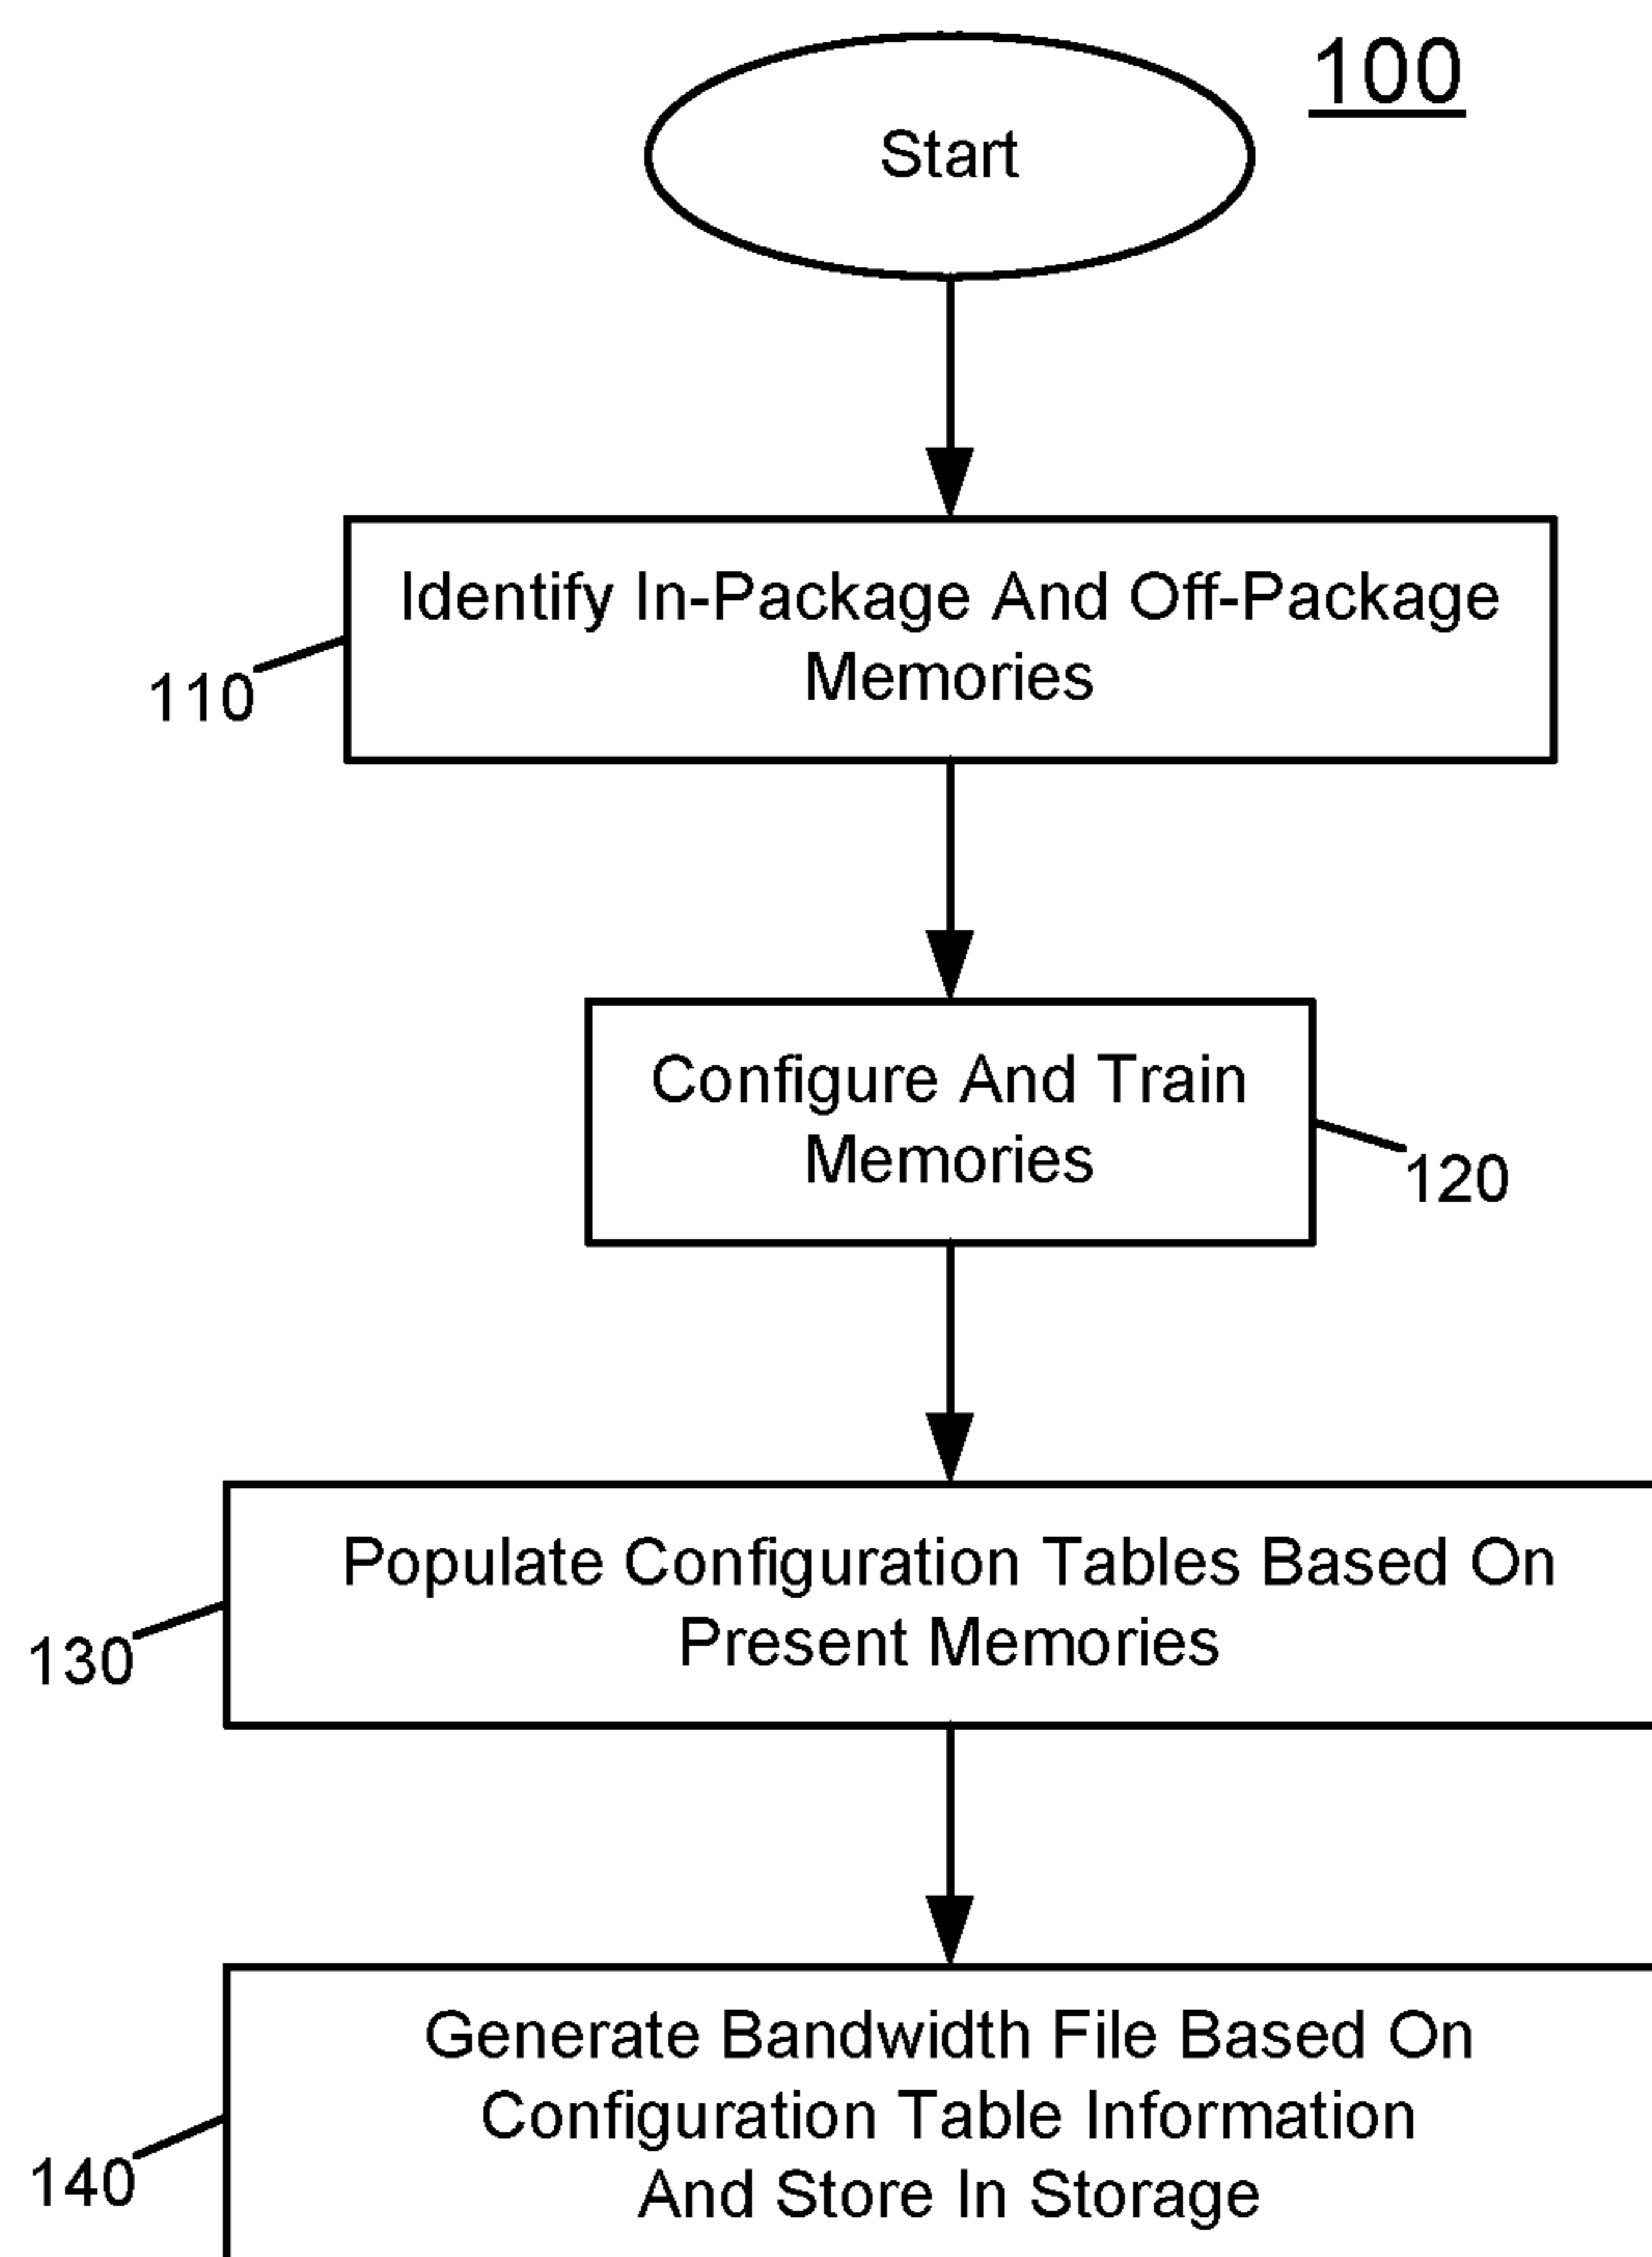 100
Start
Identify In-Package And Off-Package
Memories
110
Configure And Train
Memories
120
Populate Configuration Tables Based On
Present Memories
130
Generate Bandwidth File Based On
Configuration Table Information
And Store In Storage
140